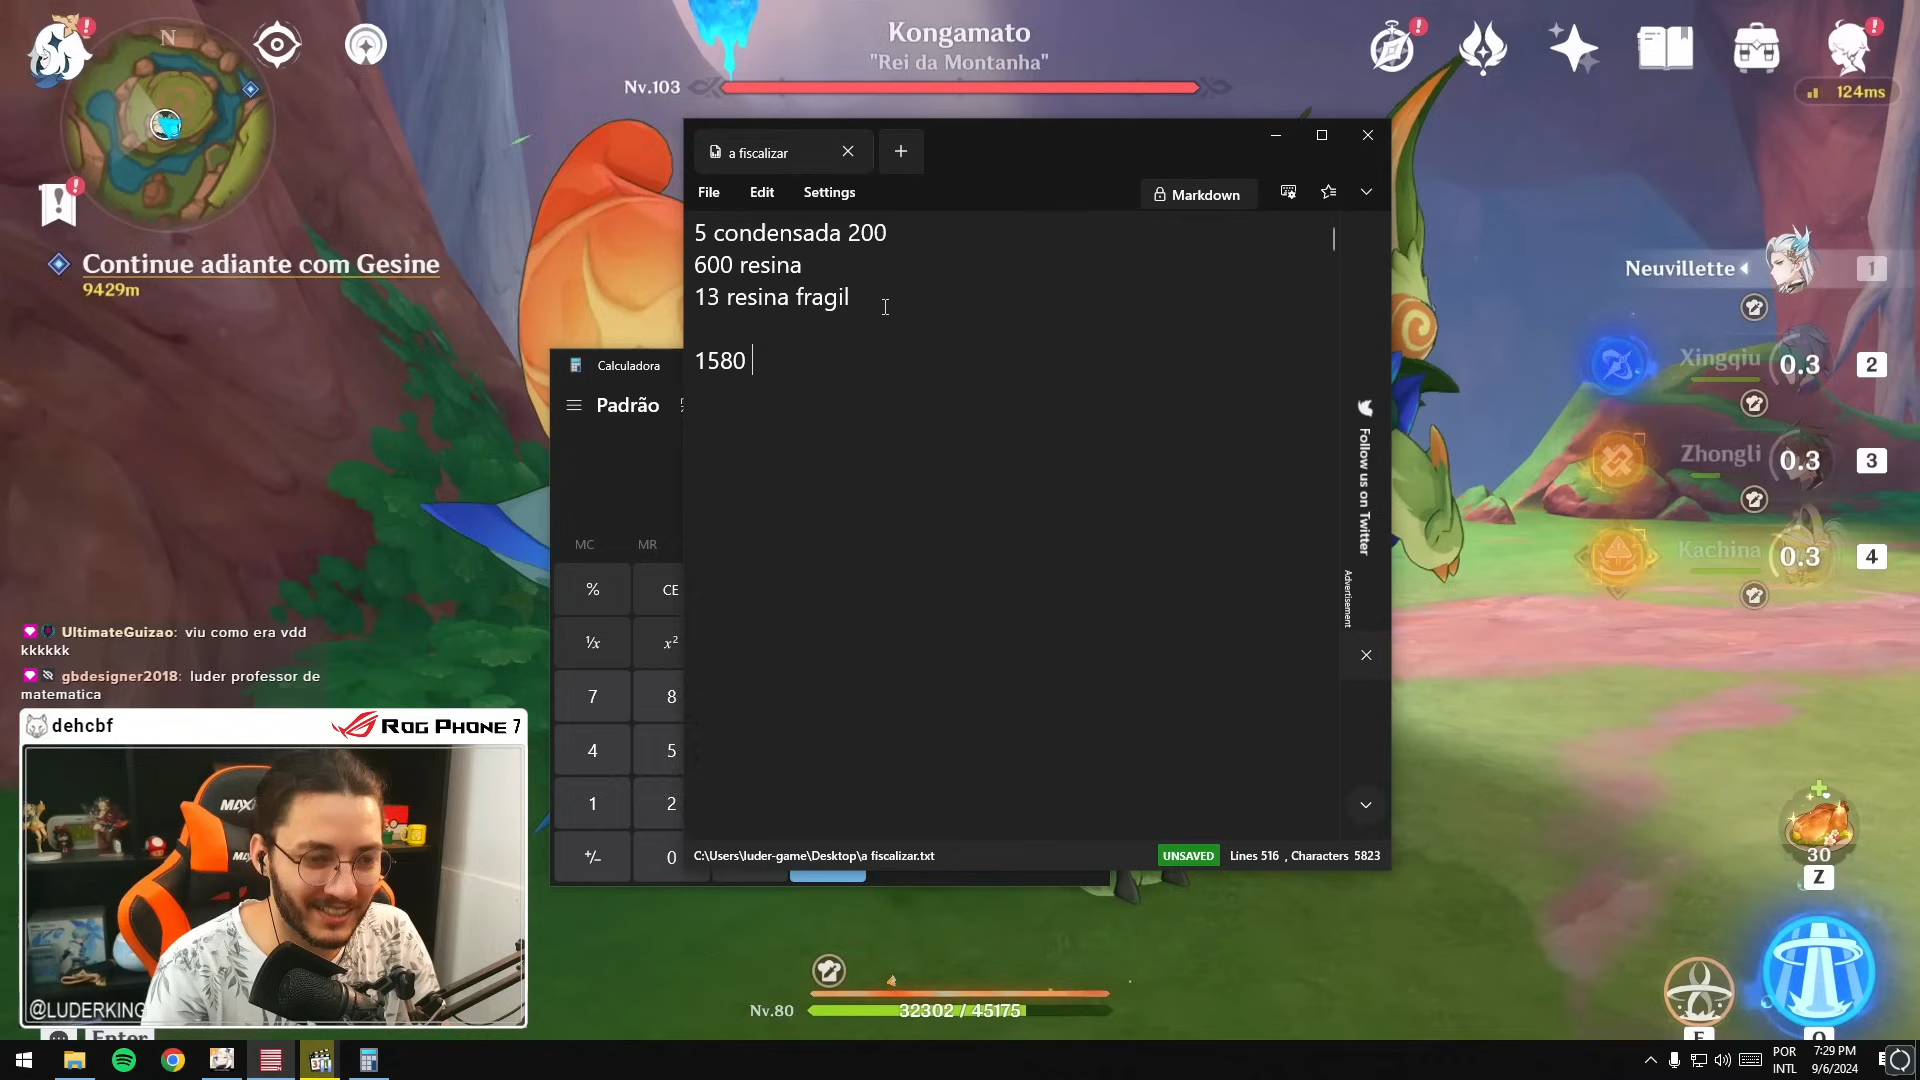 N
Kongamato
"Rei da Montanha"
Nv.103
124ms
Continue adiante com Gesine
9429m
a fiscalizar
File
Edit
Settings
Markdown
5 condensada 200
600 resina
13 resina fragil
1580
Follow us on Twitter
Advertisement
C:\Users\luder-game\Desktop\a fiscalizar.txt
UNSAVED
Lines 516 , Characters 5823
Calculadora
Padrão
MC
MR
%
CE
¹/x
x²
7
8
4
5
1
2
+/-
0
Neuvillette
1
Xingqiu
0.3
2
Zhongli
0.3
3
Kachina
0.3
4
UltimateGuizao: viu como era vdd
kkkkkk
gbdesigner2018: luder professor de
matematica
dehcbf
ROG PHONE 7
@LUDERKING
Enter
30
Z
Nv.80
32302 / 45175
POR
INTL
7:29 PM
9/6/2024